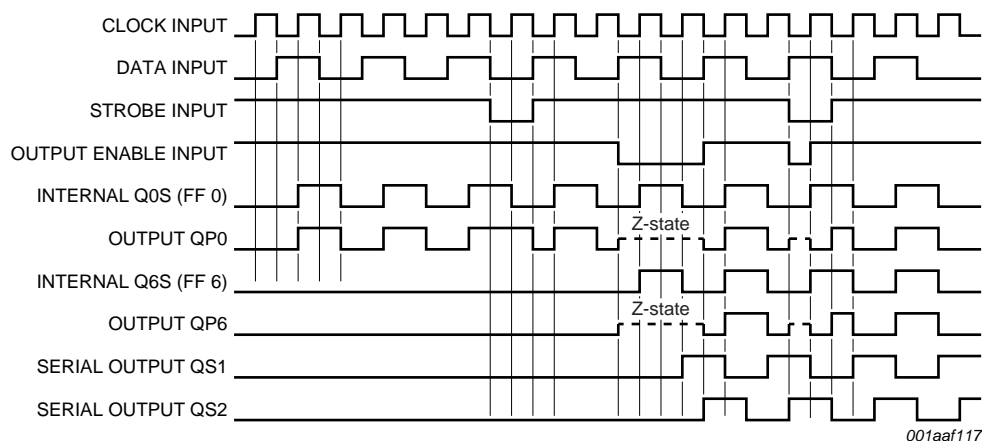 CLOCK INPUT
DATA INPUT
STROBE INPUT
OUTPUT ENABLE INPUT
INTERNAL Q0S (FF 0)
Z-state
OUTPUT QP0
INTERNAL Q6S (FF 6)
Z-state
OUTPUT QP6
SERIAL OUTPUT QS1
SERIAL OUTPUT QS2
001aaf117